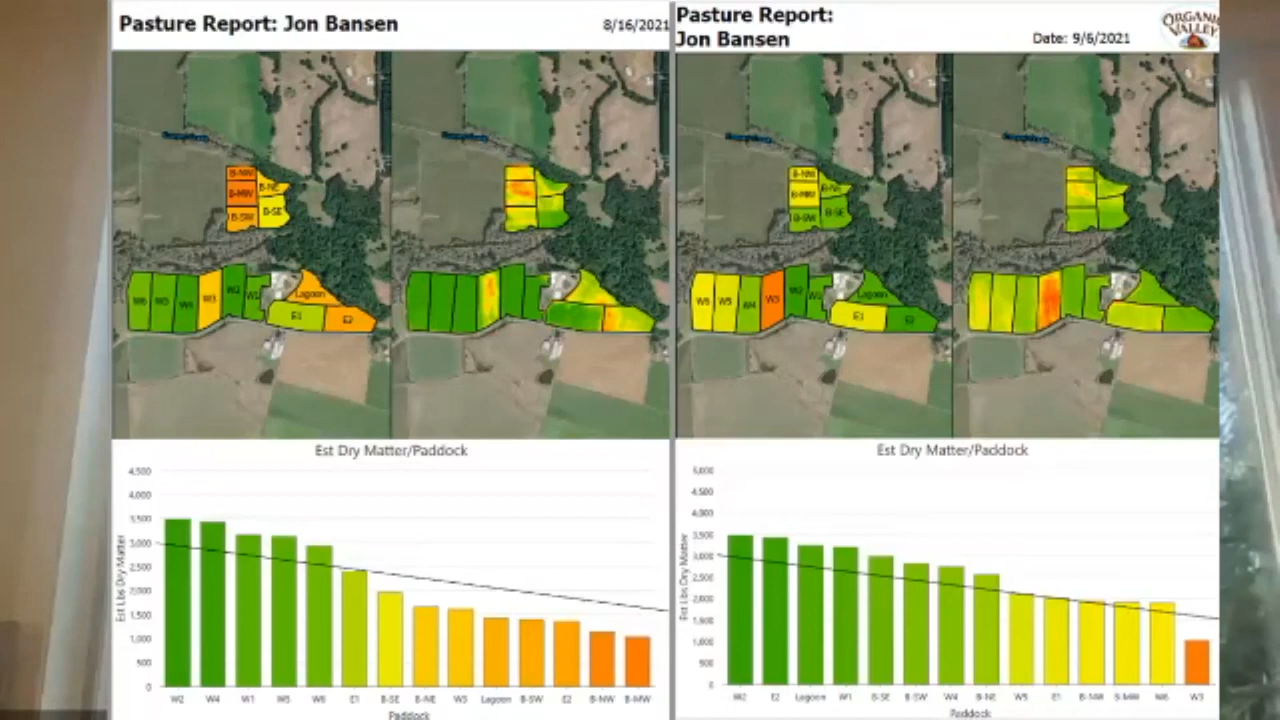 Pasture Report: Jon Bansen
8/16/2021
B-NW
B-NE
B-MW
B-SE
B-SW
W6
W5
W4
W3
W2
W1
Lagoon
E1
E2
Est Dry Matter/Paddock
4,500
4,000
3,500
3,000
2,500
2,000
1,500
1,000
500
0
Est Lbs Dry Matter
W2 W4 W1 W5 W6 E1 B-SE B-NE W3 Lagoon B-SW E2 B-NW B-MW
Paddock
Pasture Report:
Jon Bansen
Date: 9/6/2021
ORGANIC
VALLEY
B-NW
B-NE
B-MW
B-SE
B-SW
W6
W5
W4
W3
W2
W1
Lagoon
E1
E2
Est Dry Matter/Paddock
5,000
4,500
4,000
3,500
3,000
2,500
2,000
1,500
1,000
500
0
Est Lbs Dry Matter
W2 E2 Lagoon W1 B-SE B-SW W4 B-NE W5 E1 B-NW B-MW W6 W3
Paddock